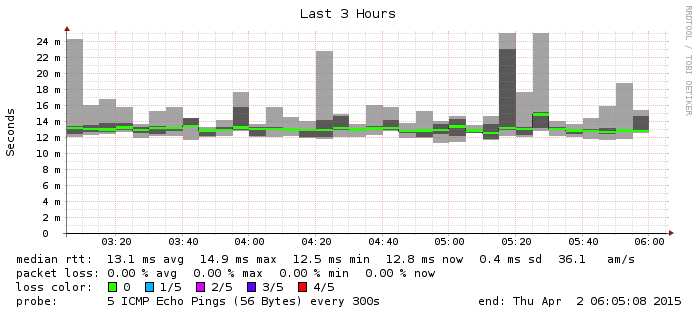 Last 3 Hours
RRDTOOL / TOBI OETIKER
Seconds
24 m
22 m
20 m
18 m
16 m
14 m
12 m
10 m
8 m
6 m
4 m
2 m
0
03:20 03:40 04:00 04:20 04:40 05:00 05:20 05:40 06:00
median rtt: 13.1 ms avg 14.9 ms max 12.5 ms min 12.8 ms now 0.4 ms sd 36.1 am/s
packet loss: 0.00 % avg 0.00 % max 0.00 % min 0.00 % now
loss color: 0 1/5 2/5 3/5 4/5
probe: 5 ICMP Echo Pings (56 Bytes) every 300s end: Thu Apr 2 06:05:08 2015